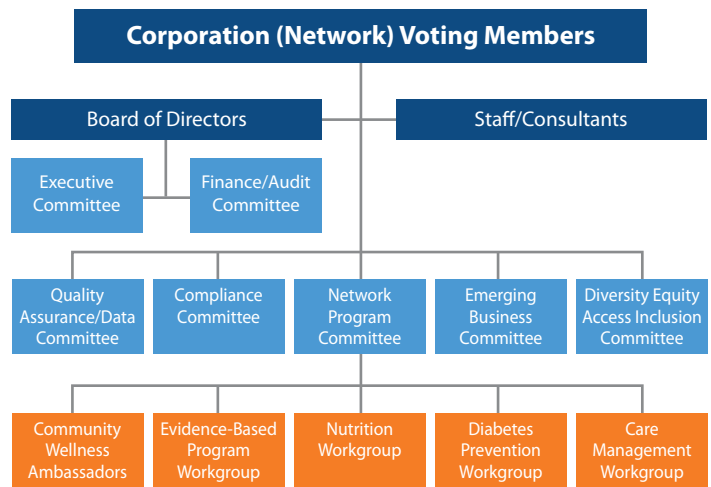 Corporation (Network) Voting Members
Board of Directors
Staff/Consultants
Executive
Committee
Finance/Audit
Committee
Quality
Assurance/Data
Committee
Compliance
Committee
Network
Program
Committee
Emerging
Business
Committee
Diversity Equity
Access Inclusion
Committee
Community
Wellness
Ambassadors
Evidence-Based
Program
Workgroup
Nutrition
Workgroup
Diabetes
Prevention
Workgroup
Care
Management
Workgroup